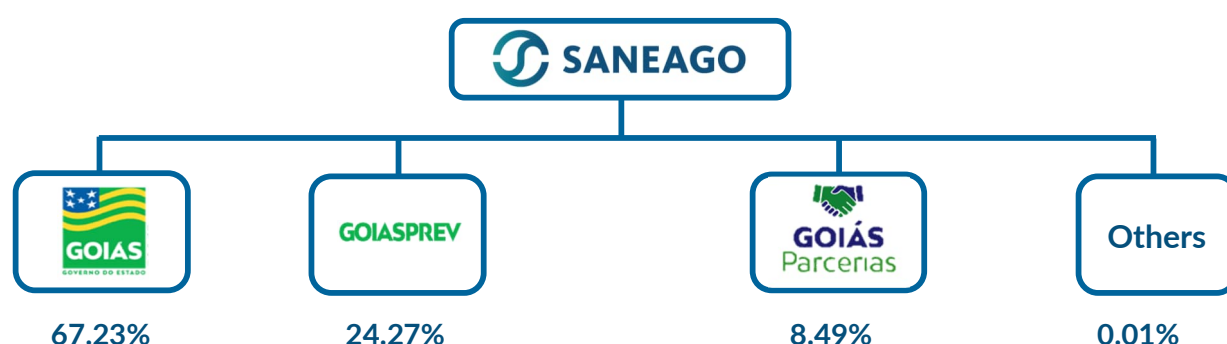 SANEAGO
GOIÁS
GOVERNO DO ESTADO
GOIASPREV
GOIÁS
Parcerias
Others
67,23%
24,27%
8,49%
0,01%